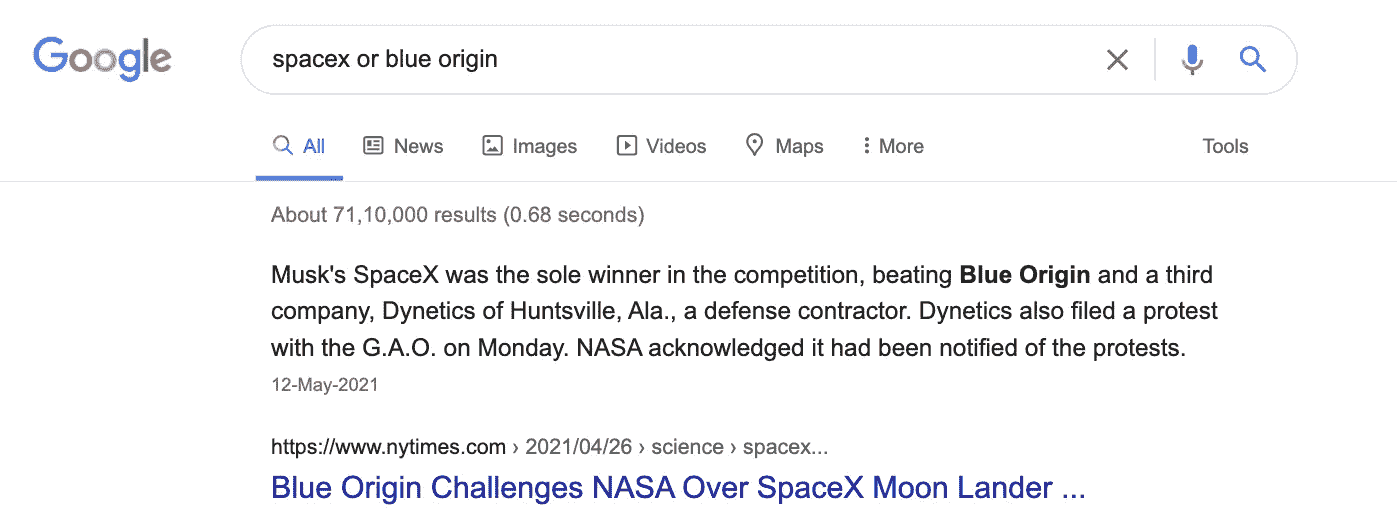 Google
spacex or blue origin
All News Images Videos Maps More Tools
About 71,10,000 results (0.68 seconds)
Musk's SpaceX was the sole winner in the competition, beating Blue Origin and a third
company, Dynetics of Huntsville, Ala., a defense contractor. Dynetics also filed a protest
with the G.A.O. on Monday. NASA acknowledged it had been notified of the protests.
12-May-2021
https://www.nytimes.com › 2021/04/26 › science › spacex...
Blue Origin Challenges NASA Over SpaceX Moon Lander ...